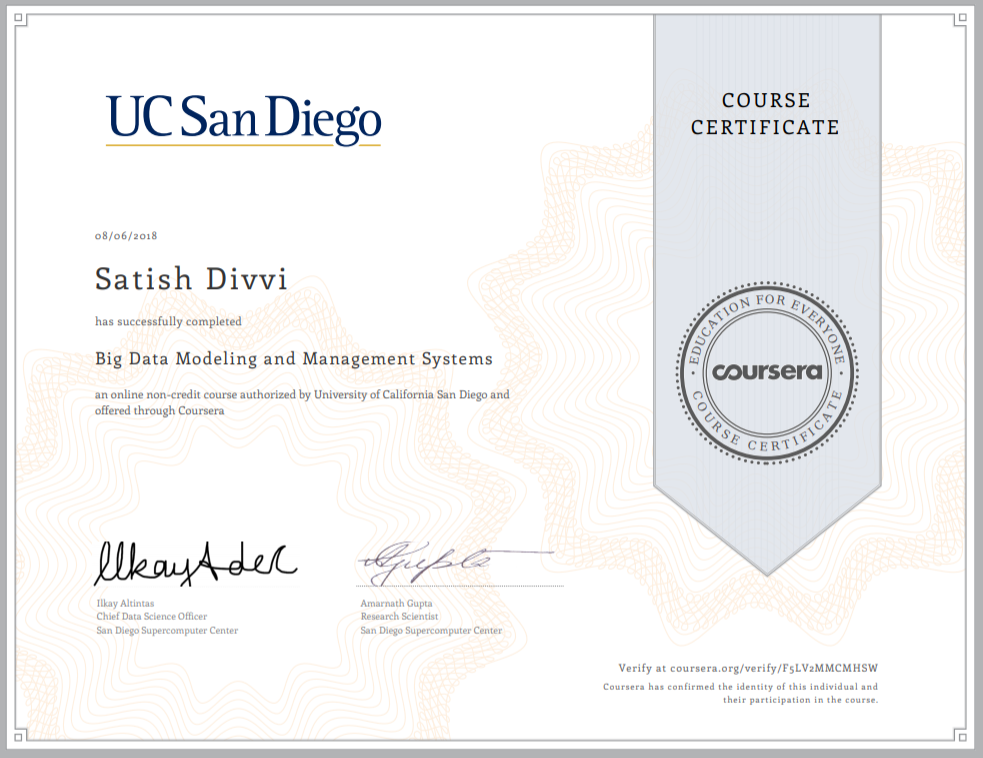 UC San Diego
COURSE
CERTIFICATE
08/06/2018
Satish Divvi
has successfully completed
Big Data Modeling and Management Systems
an online non-credit course authorized by University of California San Diego and
offered through Coursera
EDUCATION FOR EVERYONE
coursera
COURSE CERTIFICATE
Ilkay Altintas
Chief Data Science Officer
San Diego Supercomputer Center
Amarnath Gupta
Research Scientist
San Diego Supercomputer Center
Verify at coursera.org/verify/F5LV2MMCMHSW
Coursera has confirmed the identity of this individual and
their participation in the course.